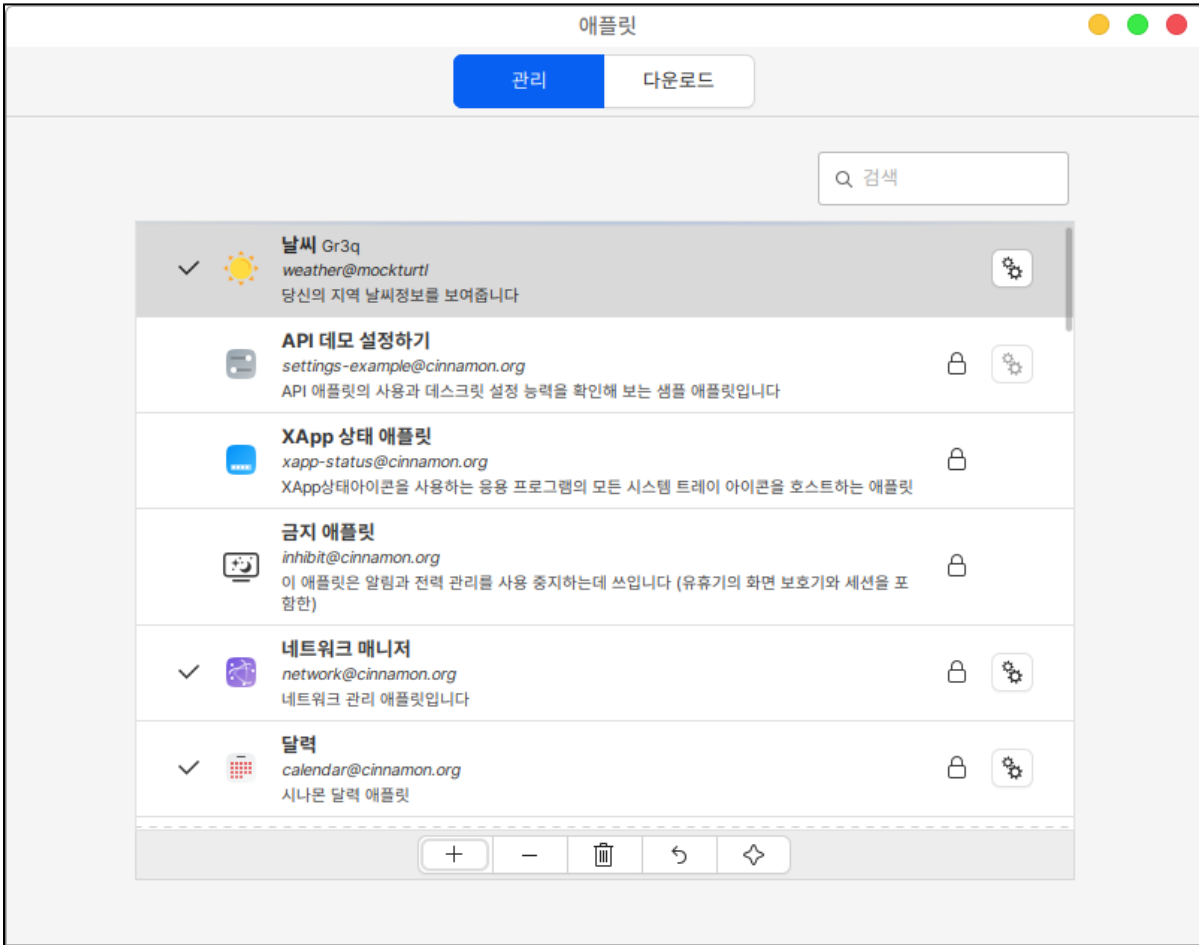 애플릿
관리
다운로드
검색
날씨 Gr3q
weather@mockturtl
당신의 지역 날씨정보를 보여줍니다
API 데모 설정하기
settings-example@cinnamon.org
API 애플릿의 사용과 데스크릿 설정 능력을 확인해 보는 샘플 애플릿입니다
XApp 상태 애플릿
xapp-status@cinnamon.org
XApp상태아이콘을 사용하는 응용 프로그램의 모든 시스템 트레이 아이콘을 호스트하는 애플릿
금지 애플릿
inhibit@cinnamon.org
이 애플릿은 알림과 전력 관리를 사용 중지하는데 쓰입니다 (유휴기의 화면 보호기와 세션을 포
함한)
네트워크 매니저
network@cinnamon.org
네트워크 관리 애플릿입니다
달력
calendar@cinnamon.org
시나몬 달력 애플릿